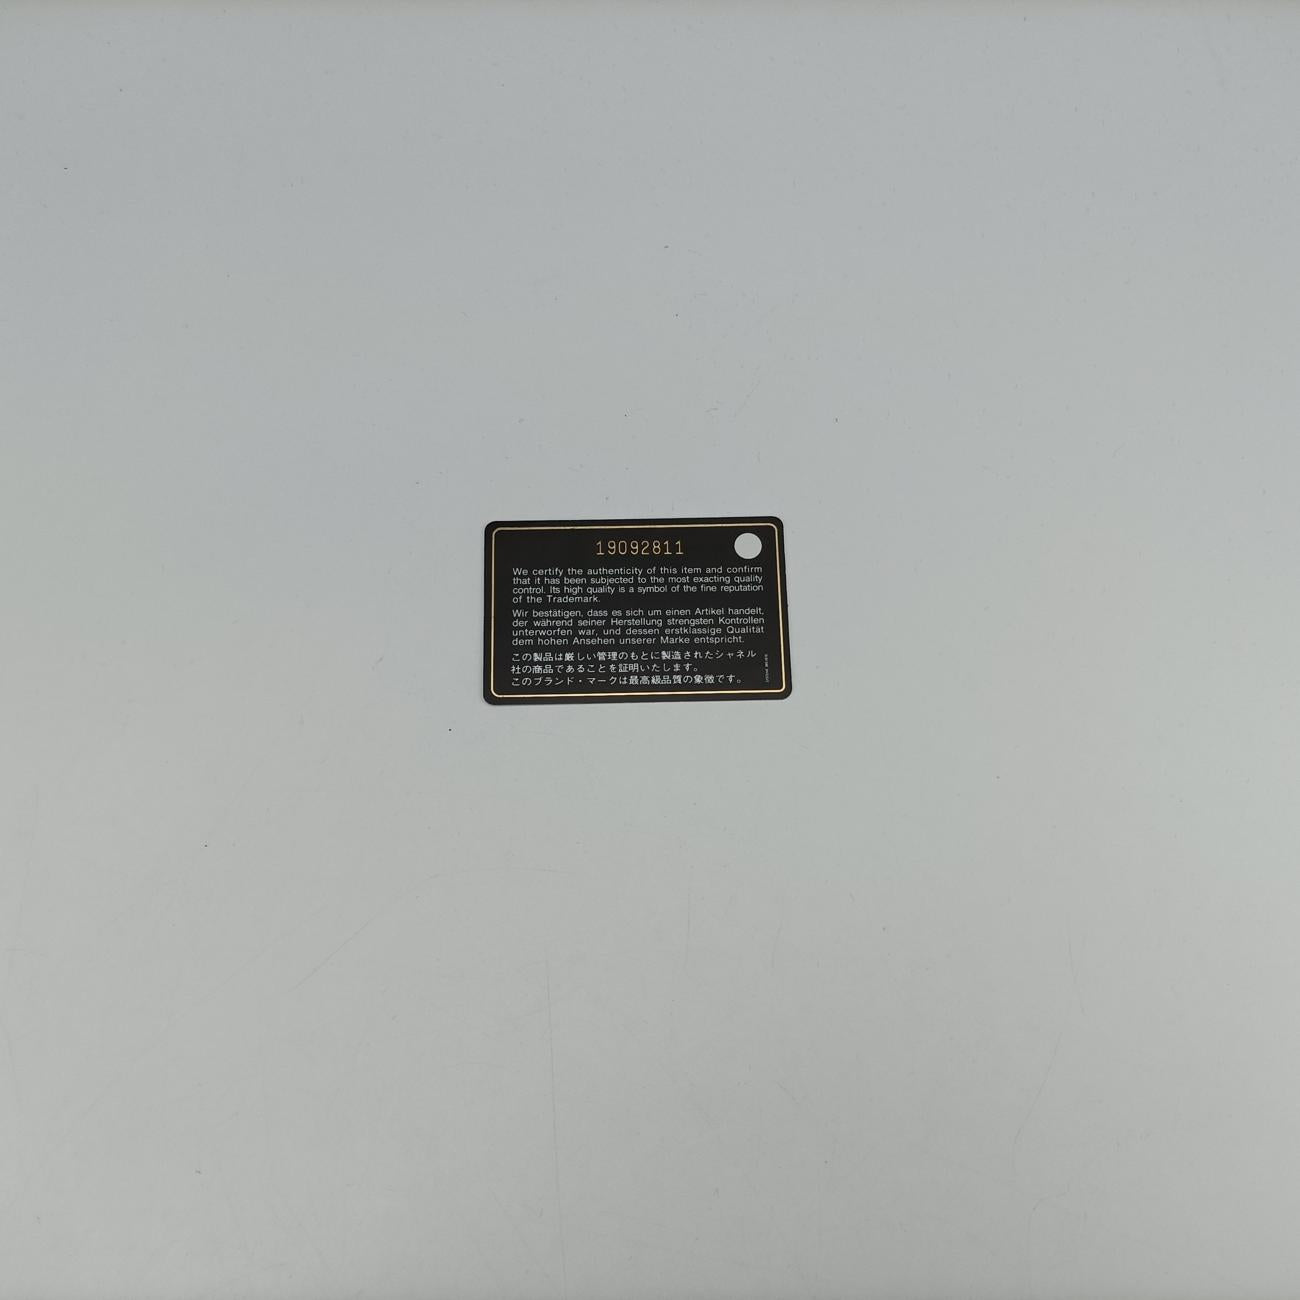 19092811
We certify the authenticity of this item and confirm
that it has been subjected to the most exacting quality
control. Its high quality is a symbol of the fine reputation
of the Trademark.
Wir bestätigen, dass es sich um einen Artikel handelt,
der während seiner Herstellung strengsten Kontrollen
unterworfen war, und dessen erstklassige Qualität
dem hohen Ansehen unserer Marke entspricht.
この製品は厳しい管理のもとに製造されたシャネル
社の商品であることを証明いたします。
このブランド・マークは最高級品質の象徴です。